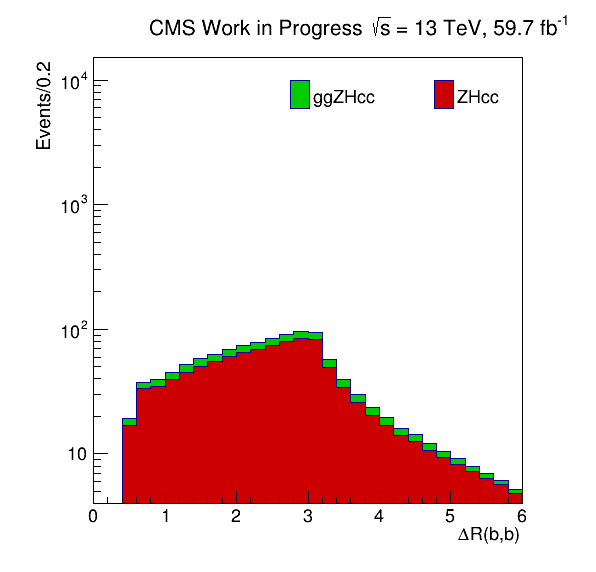 CMS Work in Progress √s = 13 TeV, 59.7 fb⁻¹
Events/0.2
ggZHcc ZHcc
10⁴
10³
10²
10
0 1 2 3 4 5 6
ΔR(b,b)